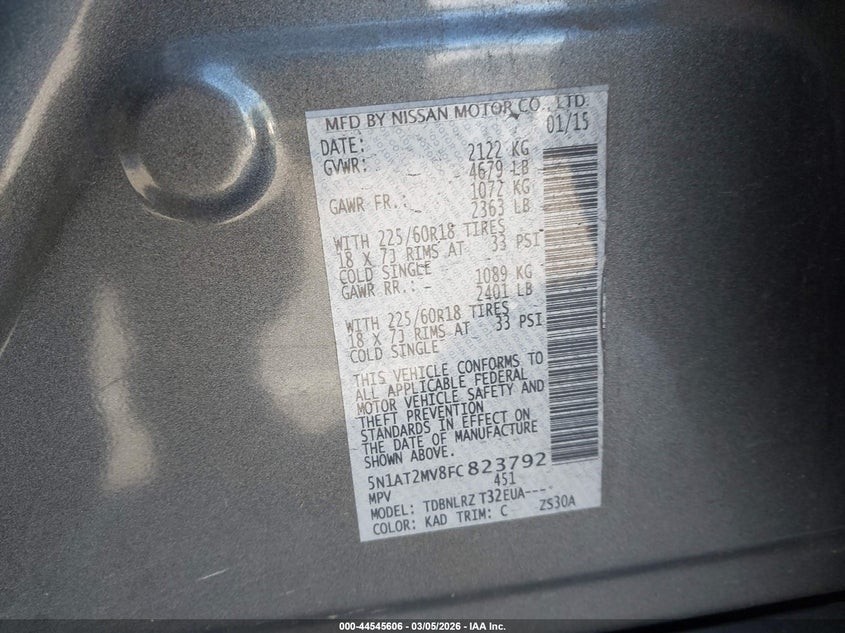 MFD BY NISSAN MOTOR CO., LTD.
DATE: 01/15
GVWR: 2122 KG
4679 LB
GAWR FR.: 1072 KG
2363 LB
WITH 225/60R18 TIRES
18 X 7J RIMS AT 33 PSI
COLD SINGLE
GAWR RR.: 1089 KG
2401 LB
WITH 225/60R18 TIRES
18 X 7J RIMS AT 33 PSI
COLD SINGLE
THIS VEHICLE CONFORMS TO
ALL APPLICABLE FEDERAL
MOTOR VEHICLE SAFETY AND
THEFT PREVENTION
STANDARDS IN EFFECT ON
THE DATE OF MANUFACTURE
SHOWN ABOVE.
5N1AT2MV8FC823792
MPV 451
MODEL: TDBNLRZ T32EUA----
COLOR: KAD TRIM: C ZS30A
000-44545606 | 03/05/2026 | IAA Inc.